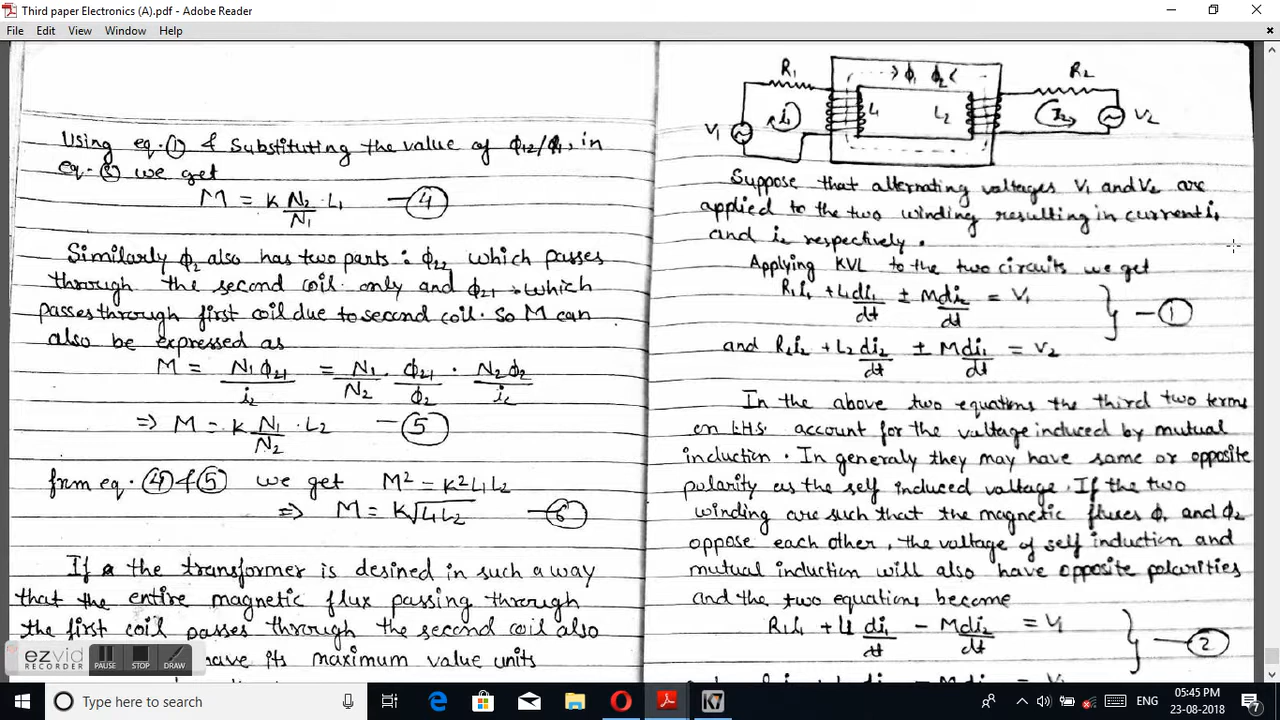 Third paper Electronics (A).pdf - Adobe Reader
File Edit View Window Help
Using eq. ① & Substituting the value of φ12/φ1, in
eq. ③ we get
M = K N2/N1 · L1 — ④
Similarly φ2 also has two parts : φ22 which passes
through the second coil only and φ21 which
passes through first coil due to second coil. So M can
also be expressed as
M = N1φ21/i2 = N1/N2 · φ21/φ2 · N2φ2/i2
=> M = K N1/N2 · L2 — ⑤
from eq. ④ & ⑤ we get M² = K²L1L2
=> M = K√L1L2 — ⑥
If the transformer is desined in such a way
that the entire magnetic flux passing through
the first coil passes through the second coil also
have its maximum value units
R1 > φ1 φ2 < R2
V1 i1 L1 L2 I2 V2
Suppose that alternating voltages V1 and V2 are
applied to the two winding resulting in current i1
and i2 respectively.
Applying KVL to the two circuits we get
R1i1 + L1di1/dt ± Mdi2/dt = V1
— ①
and R2i2 + L2di2/dt ± Mdi1/dt = V2
In the above two equations the third two terms
on LHS account for the voltage induced by mutual
induction. In generaly they may have same or opposite
polarity as the self induced voltage. If the two
winding are such that the magnetic fluxes φ1 and φ2
oppose each other, the voltage of self induction and
mutual induction will also have opposite polarities
and the two equations become
R1i1 + L1di1/dt − Mdi2/dt = V1
— ②
ezvid
RECORDER
PAUSE STOP DRAW
Type here to search
ENG
05:45 PM
23-08-2018
7